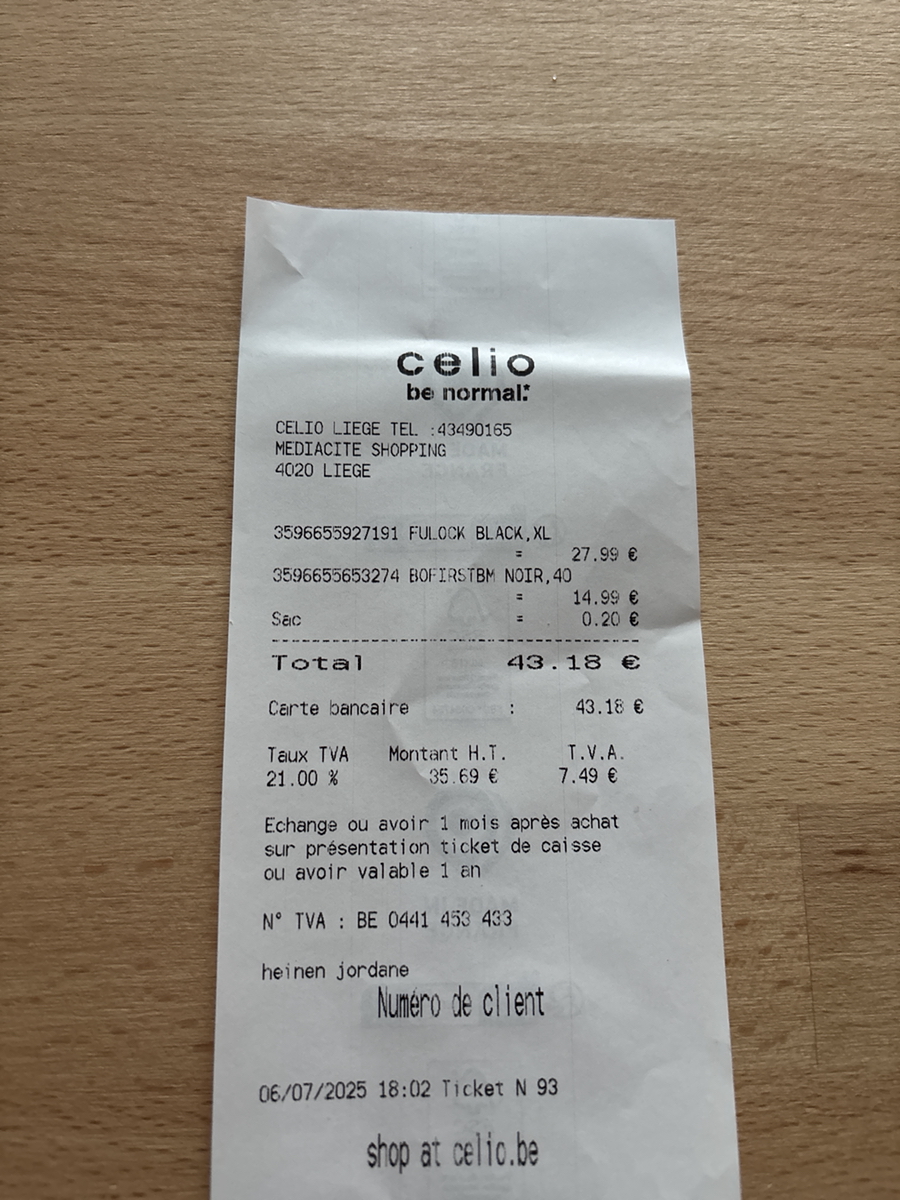 celio
be normal.*
CELIO LIEGE TEL :43490165
MEDIACITE SHOPPING
4020 LIEGE
3596655927191 FULOCK BLACK,XL
= 27.99 €
3596655653274 BOFIRSTBM NOIR,40
= 14.99 €
Sac = 0.20 €
Total 43.18 €
Carte bancaire : 43.18 €
Taux TVA Montant H.T. T.V.A.
21.00 % 35.69 € 7.49 €
Echange ou avoir 1 mois après achat
sur présentation ticket de caisse
ou avoir valable 1 an
N° TVA : BE 0441 453 433
heinen jordane
Numéro de client
06/07/2025 18:02 Ticket N 93
shop at celio.be